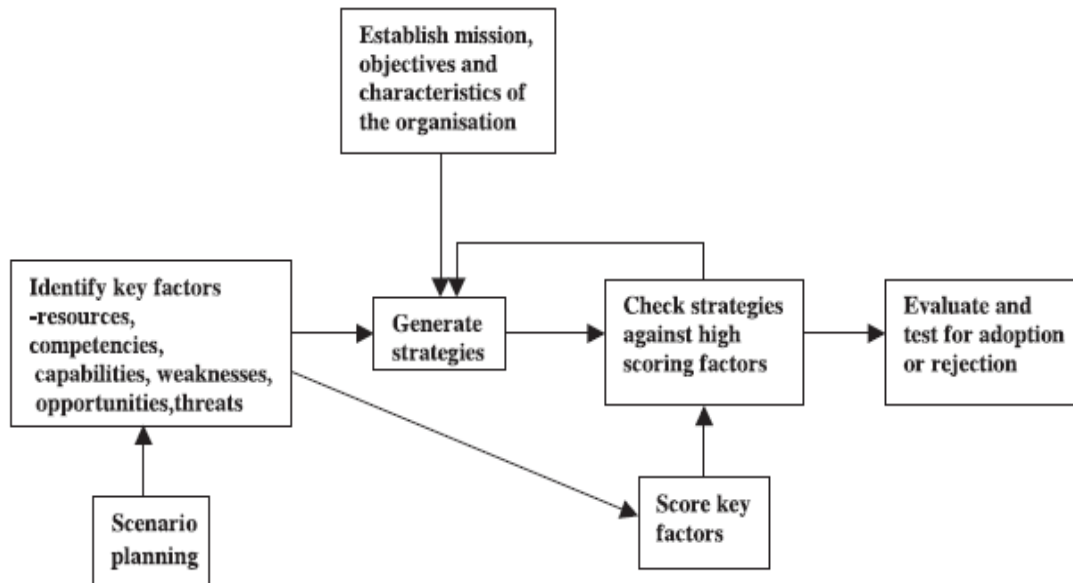 Establish mission,
objectives and
characteristics of
the organisation
Identify key factors
-resources,
competencies,
capabilities, weaknesses,
opportunities,threats
Generate
strategies
Check strategies
against high
scoring factors
Evaluate and
test for adoption
or rejection
Scenario
planning
Score key
factors